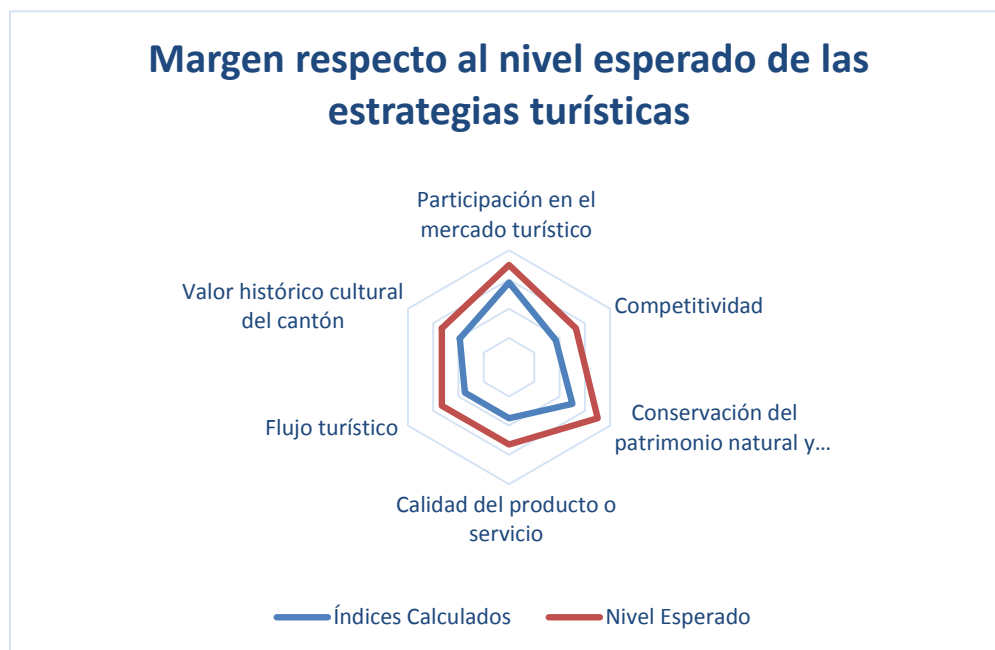 Margen respecto al nivel esperado de las
estrategias turísticas
Participación en el
mercado turístico
Valor histórico cultural
del cantón
Competitividad
Conservación del
patrimonio natural y…
Flujo turístico
Calidad del producto o
servicio
Índices Calculados
Nivel Esperado